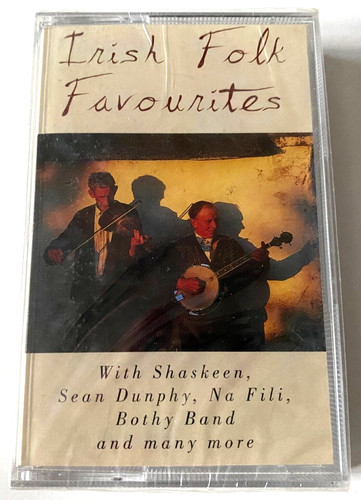 Irish Folk
Favourites
With Shaskeen,
Sean Dunphy, Na Fili,
Bothy Band
and many more